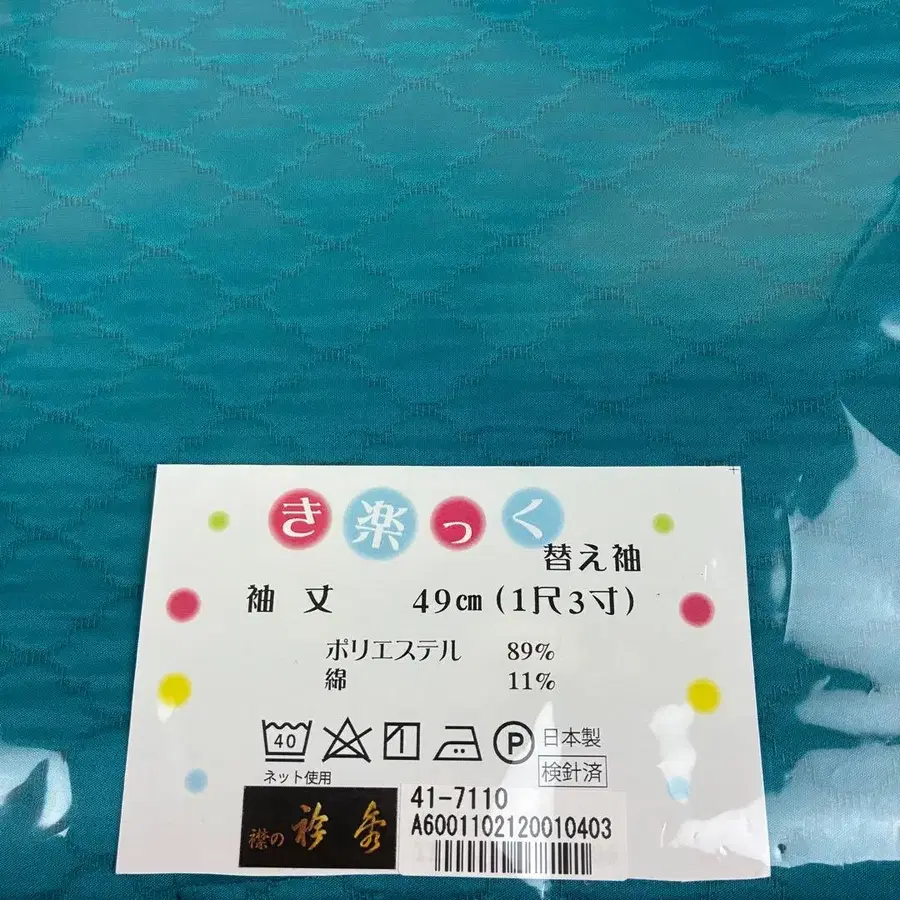 き楽っく
替え袖
袖丈 49㎝(1尺3寸)
ポリエステル 89%
綿 11%
40 P 日本製
ネット使用 検針済
襟の 衿秀
41-7110
A6001102120010403